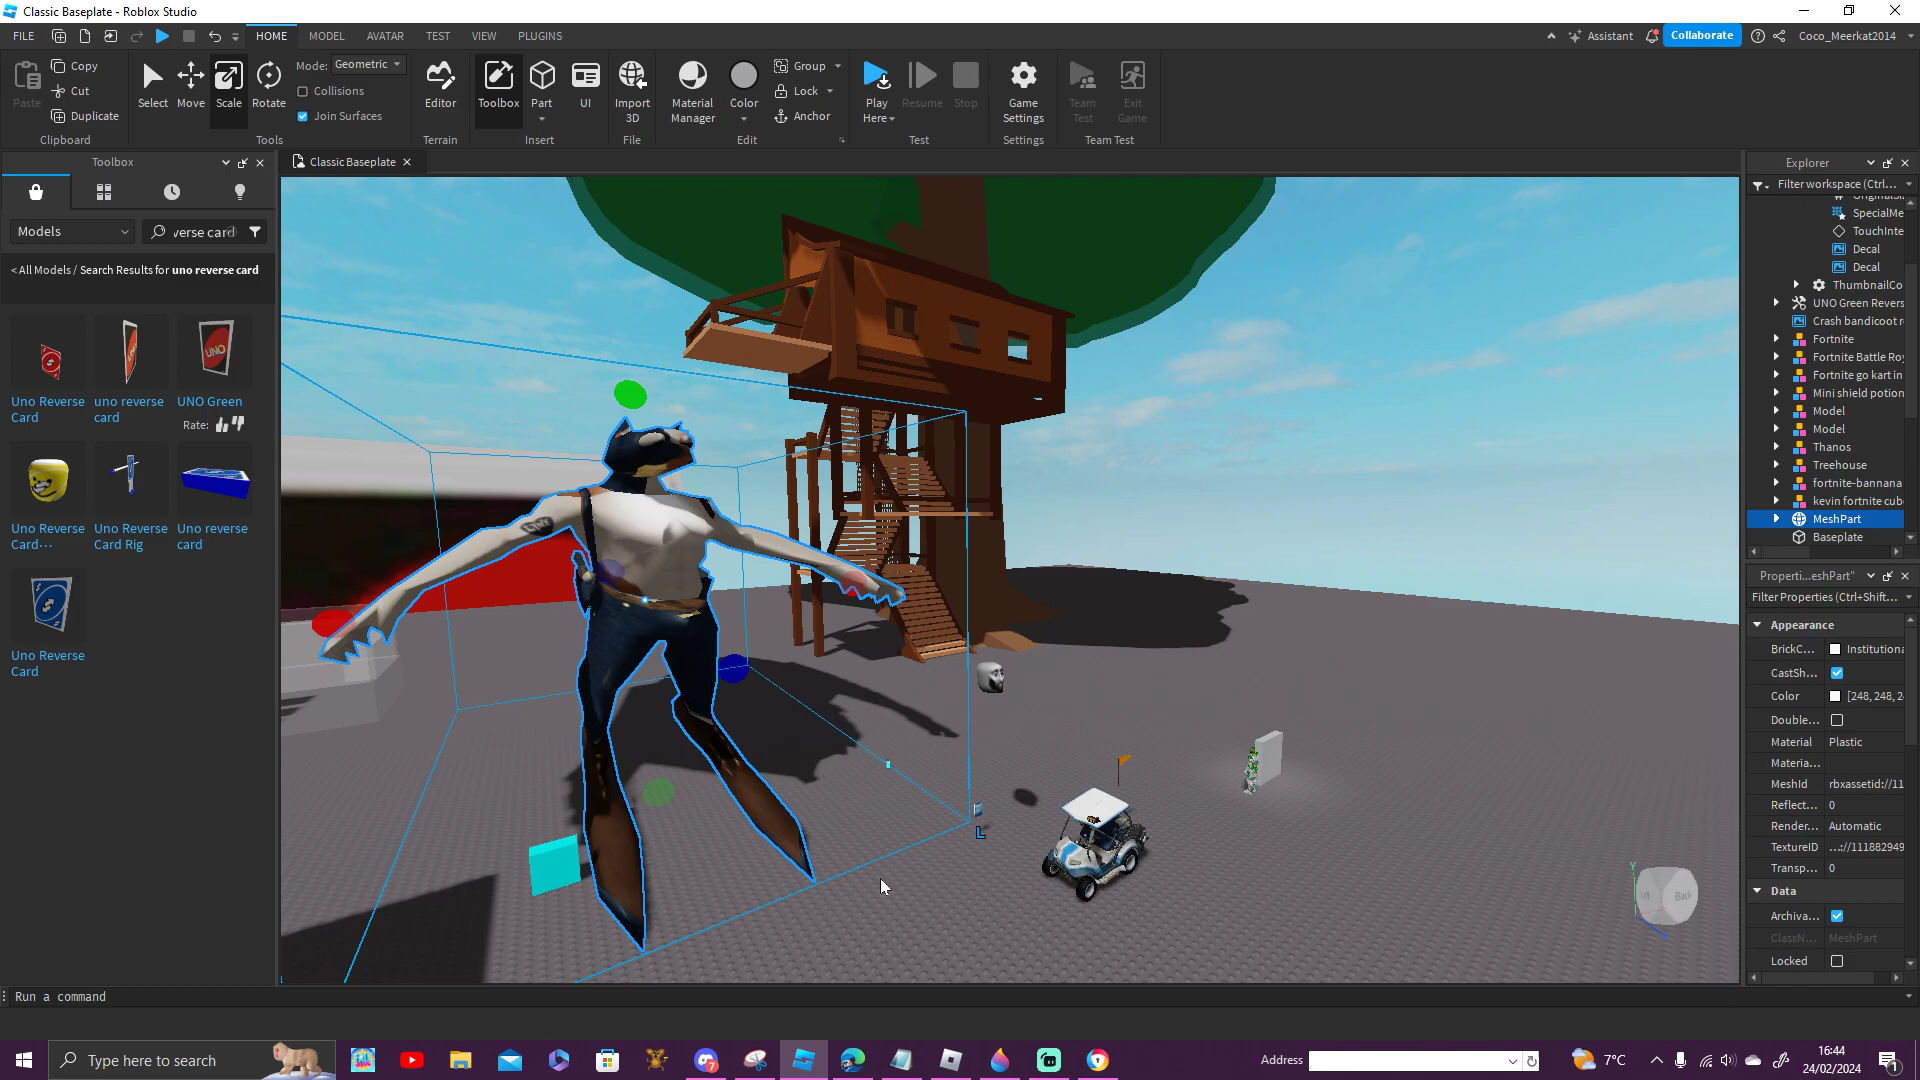 Classic Baseplate - Roblox Studio
FILE
HOME
MODEL
AVATAR
TEST
VIEW
PLUGINS
Assistant
Collaborate
Coco_Meerkat2014
Paste
Copy
Cut
Duplicate
Clipboard
Select
Move
Scale
Rotate
Mode: Geometric
Collisions
Join Surfaces
Tools
Editor
Terrain
Toolbox
Part
UI
Insert
Import
3D
File
Material
Manager
Color
Group
Lock
Anchor
Edit
Play
Here
Resume
Stop
Test
Game
Settings
Settings
Team
Test
Exit
Game
Team Test
Toolbox
Models
verse card
< All Models / Search Results for uno reverse card
Uno Reverse
Card
uno reverse
card
UNO Green
Rate:
Uno Reverse
Card...
Uno Reverse
Card Rig
Uno reverse
card
Uno Reverse
Card
Classic Baseplate
UNO
L
Back
Y
Explorer
Filter workspace (Ctrl...
SpecialMe
TouchInte
Decal
Decal
ThumbnailCo
UNO Green Revers
Crash bandicoot r
Fortnite
Fortnite Battle Roy
Fortnite go kart in
Mini shield potion
Model
Model
Thanos
Treehouse
fortnite-bannana
kevin fortnite cub
MeshPart
Baseplate
Properti...eshPart"
Filter Properties (Ctrl+Shift...
Appearance
BrickC... Institutiona
CastSh...
Color [248, 248, 2
Double...
Material Plastic
Materia...
MeshId rbxassetid://11
Reflect... 0
Render... Automatic
TextureID ...://111882949
Transp... 0
Data
Archiva...
ClassN... MeshPart
Locked
Run a command
Type here to search
Address
7°C
16:44
24/02/2024